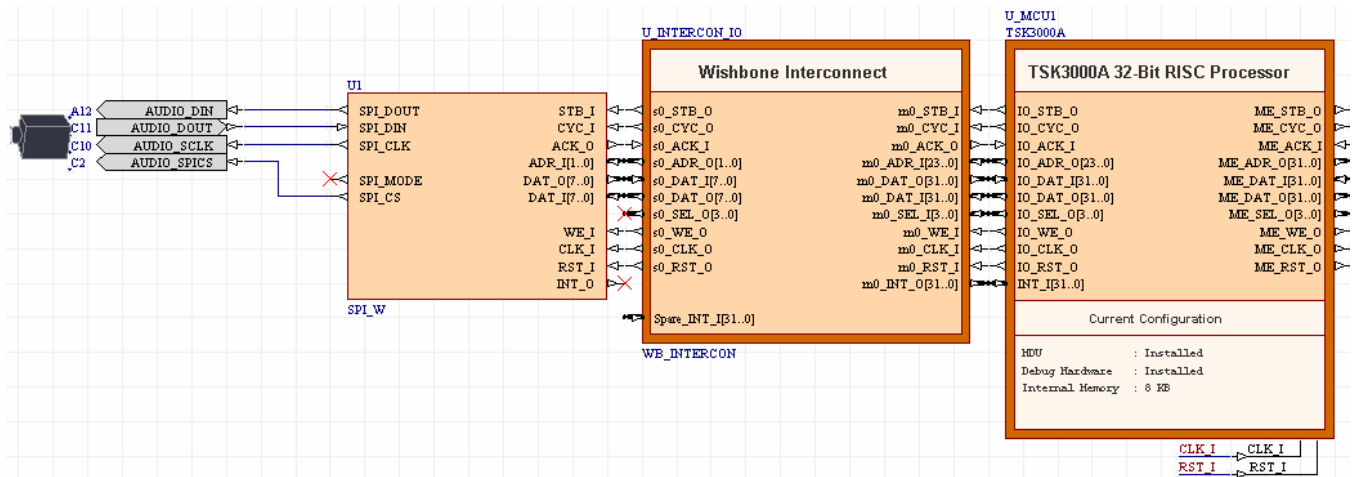 U_MCU1
U_INTERCON_IO
TSK3000A
Wishbone Interconnect
TSK3000A 32-Bit RISC Processor
U1
A12 AUDIO_DIN
C11 AUDIO_DOUT
C10 AUDIO_SCLK
C2 AUDIO_SPICS
SPI_DOUT STB_I
SPI_DIN CYC_I
SPI_CLK ACK_O
ADR_I[1..0]
SPI_MODE DAT_O[7..0]
SPI_CS DAT_I[7..0]
WE_I
CLK_I
RST_I
INT_O
SPI_W
s0_STB_O m0_STB_I
s0_CYC_O m0_CYC_I
s0_ACK_I m0_ACK_O
s0_ADR_O[1..0] m0_ADR_I[23..0]
s0_DAT_I[7..0] m0_DAT_O[31..0]
s0_DAT_O[7..0] m0_DAT_I[31..0]
s0_SEL_O[3..0] m0_SEL_I[3..0]
s0_WE_O m0_WE_I
s0_CLK_O m0_CLK_I
s0_RST_O m0_RST_I
m0_INT_O[31..0]
Spare_INT_I[31..0]
WB_INTERCON
IO_STB_O ME_STB_O
IO_CYC_O ME_CYC_O
IO_ACK_I ME_ACK_I
IO_ADR_O[23..0] ME_ADR_O[31..0]
IO_DAT_I[31..0] ME_DAT_I[31..0]
IO_DAT_O[31..0] ME_DAT_O[31..0]
IO_SEL_O[3..0] ME_SEL_O[3..0]
IO_WE_O ME_WE_O
IO_CLK_O ME_CLK_O
IO_RST_O ME_RST_O
INT_I[31..0]
Current Configuration
MDU : Installed
Debug Hardware : Installed
Internal Memory : 8 KB
CLK_I CLK_I
RST_I RST_I